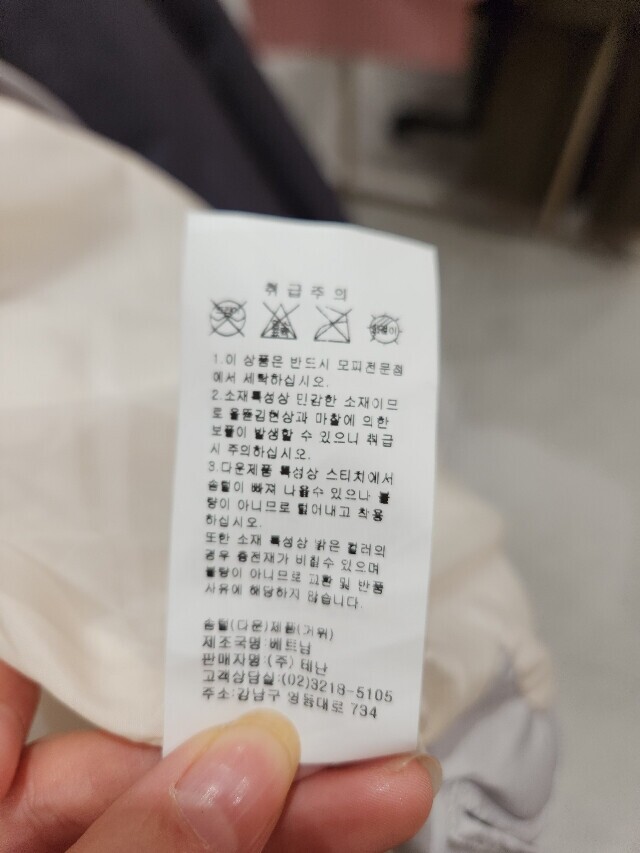 취급주의
1.이 상품은 반드시 모피전문점
에서 세탁하십시오.
2.소재특성상 민감한 소재이므
로 올뜯김현상과 마찰에 의한
보풀이 발생할 수 있으니 취급
시 주의하십시오.
3.다운제품 특성상 스티치에서
솜털이 빠져 나올수 있으나 불
량이 아니므로 털어내고 착용
하십시오.
또한 소재 특성상 밝은 컬러의
경우 충전재가 비칠수 있으며
불량이 아니므로 교환 및 반품
사유에 해당하지 않습니다.
솜털(다운)제품(거위)
제조국명:베트남
판매자명:(주) 테난
고객상담실:(02)3218-5105
주소:강남구 영동대로 734